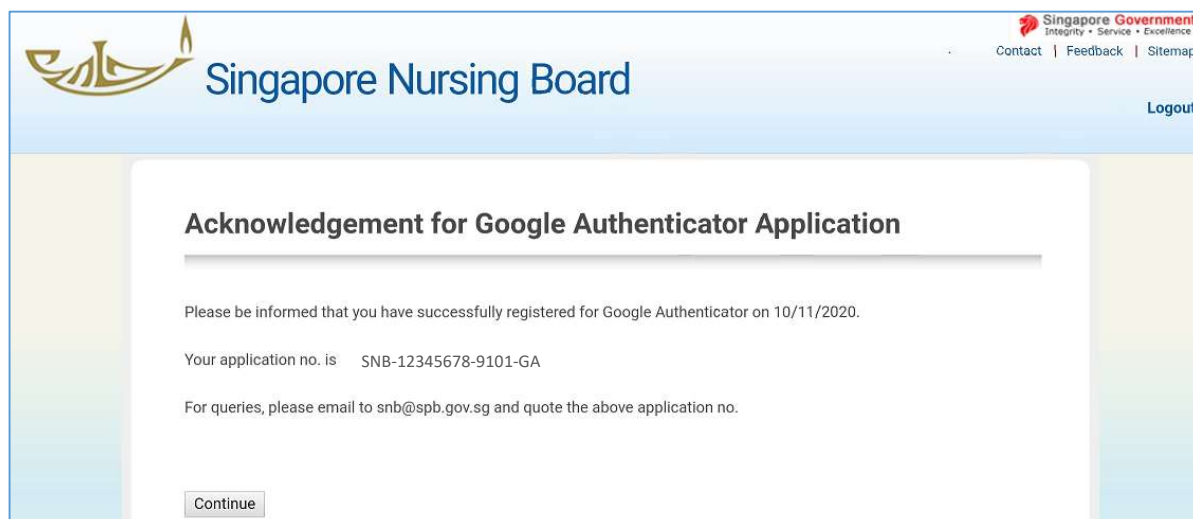 Singapore Government
Integrity • Service • Excellence
Contact | Feedback | Sitemap
Singapore Nursing Board
Logout
Acknowledgement for Google Authenticator Application
Please be informed that you have successfully registered for Google Authenticator on 10/11/2020.
Your application no. is SNB-12345678-9101-GA
For queries, please email to snb@spb.gov.sg and quote the above application no.
Continue